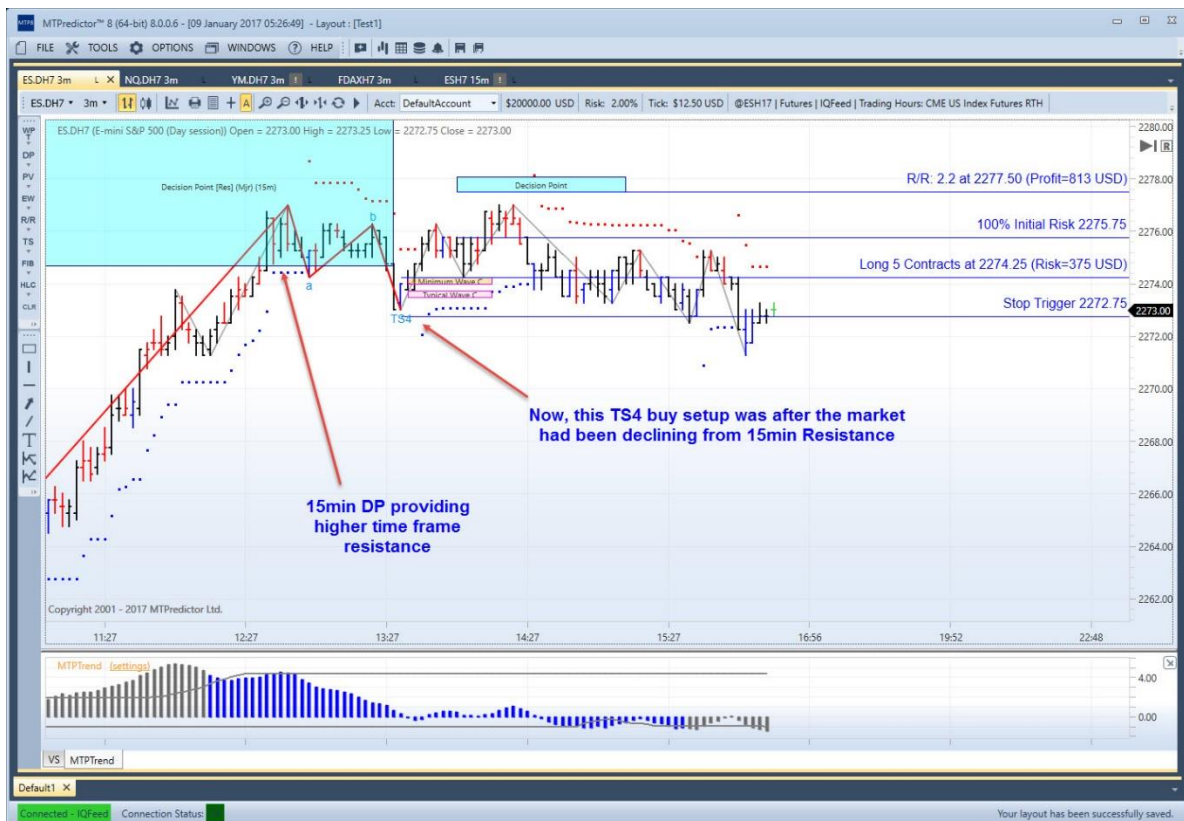 MTPredictor™ 8 (64-bit) 8.0.0.6 - [09 January 2017 05:26:49] - Layout : [Test1]
FILE TOOLS OPTIONS WINDOWS HELP
ES.DH7 3m L NQ.DH7 3m L YM.DH7 3m ! L FDAXH7 3m L ESH7 15m ! L
ES.DH7 3m A Acct: DefaultAccount $20000.00 USD | Risk: 2.00% | Tick: $12.50 USD | @ESH17 | Futures | IQFeed | Trading Hours: CME US Index Futures RTH
WP
T
DP
PV
EW
R/R
TS
FIB
HLC
CLR
T
ES.DH7 (E-mini S&P 500 (Day session)) Open = 2273.00 High = 2273.25 Low = 2272.75 Close = 2273.00
R
Decision Point [Res] (Mjr) (15m)
Decision Point
R/R: 2.2 at 2277.50 (Profit=813 USD)
100% Initial Risk 2275.75
Long 5 Contracts at 2274.25 (Risk=375 USD)
Stop Trigger 2272.75
b
a
Minimum Wave C
Typical Wave C
TS4
Now, this TS4 buy setup was after the market
had been declining from 15min Resistance
15min DP providing
higher time frame
resistance
2280.00
2278.00
2276.00
2274.00
2273.00
2272.00
2270.00
2268.00
2266.00
2264.00
2262.00
Copyright 2001 - 2017 MTPredictor Ltd.
11:27 12:27 13:27 14:27 15:27 16:56 19:52 22:48
MTPTrend (settings)
4.00
0.00
VS MTPTrend
Default1
Connected - IQFeed Connection Status: Your layout has been successfully saved.